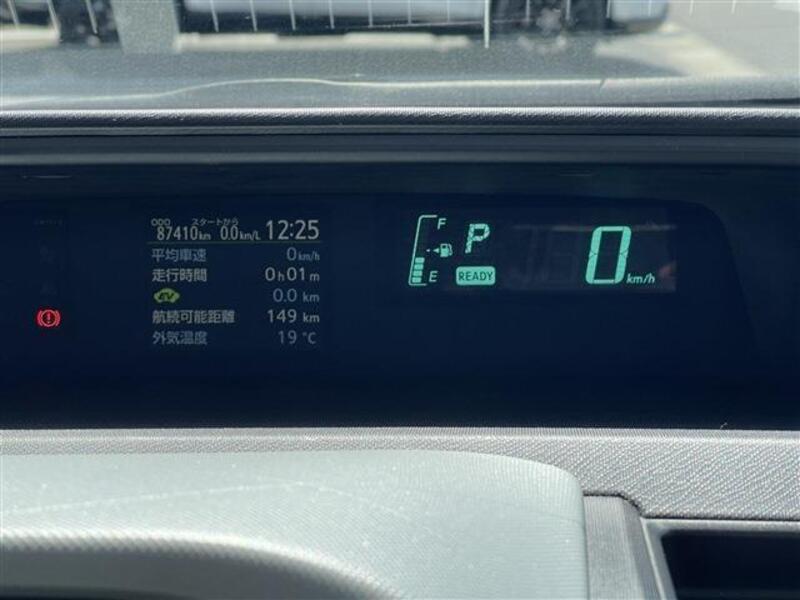 ODO スタートから
87410km 0.0km/L 12:25
平均車速 0km/h
走行時間 0h01m
EV 0.0 km
航続可能距離 149 km
外気温度 19 ℃
F
P
E
READY
0 km/h